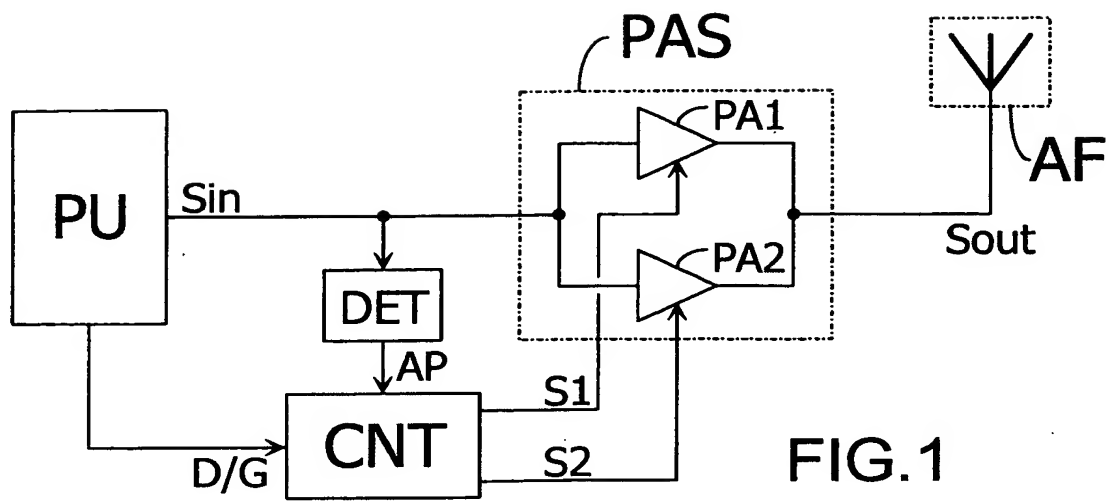 PAS
PA1
AF
PU
Sin
Sout
PA2
DET
AP
S1
CNT
D/G
S2
FIG.1